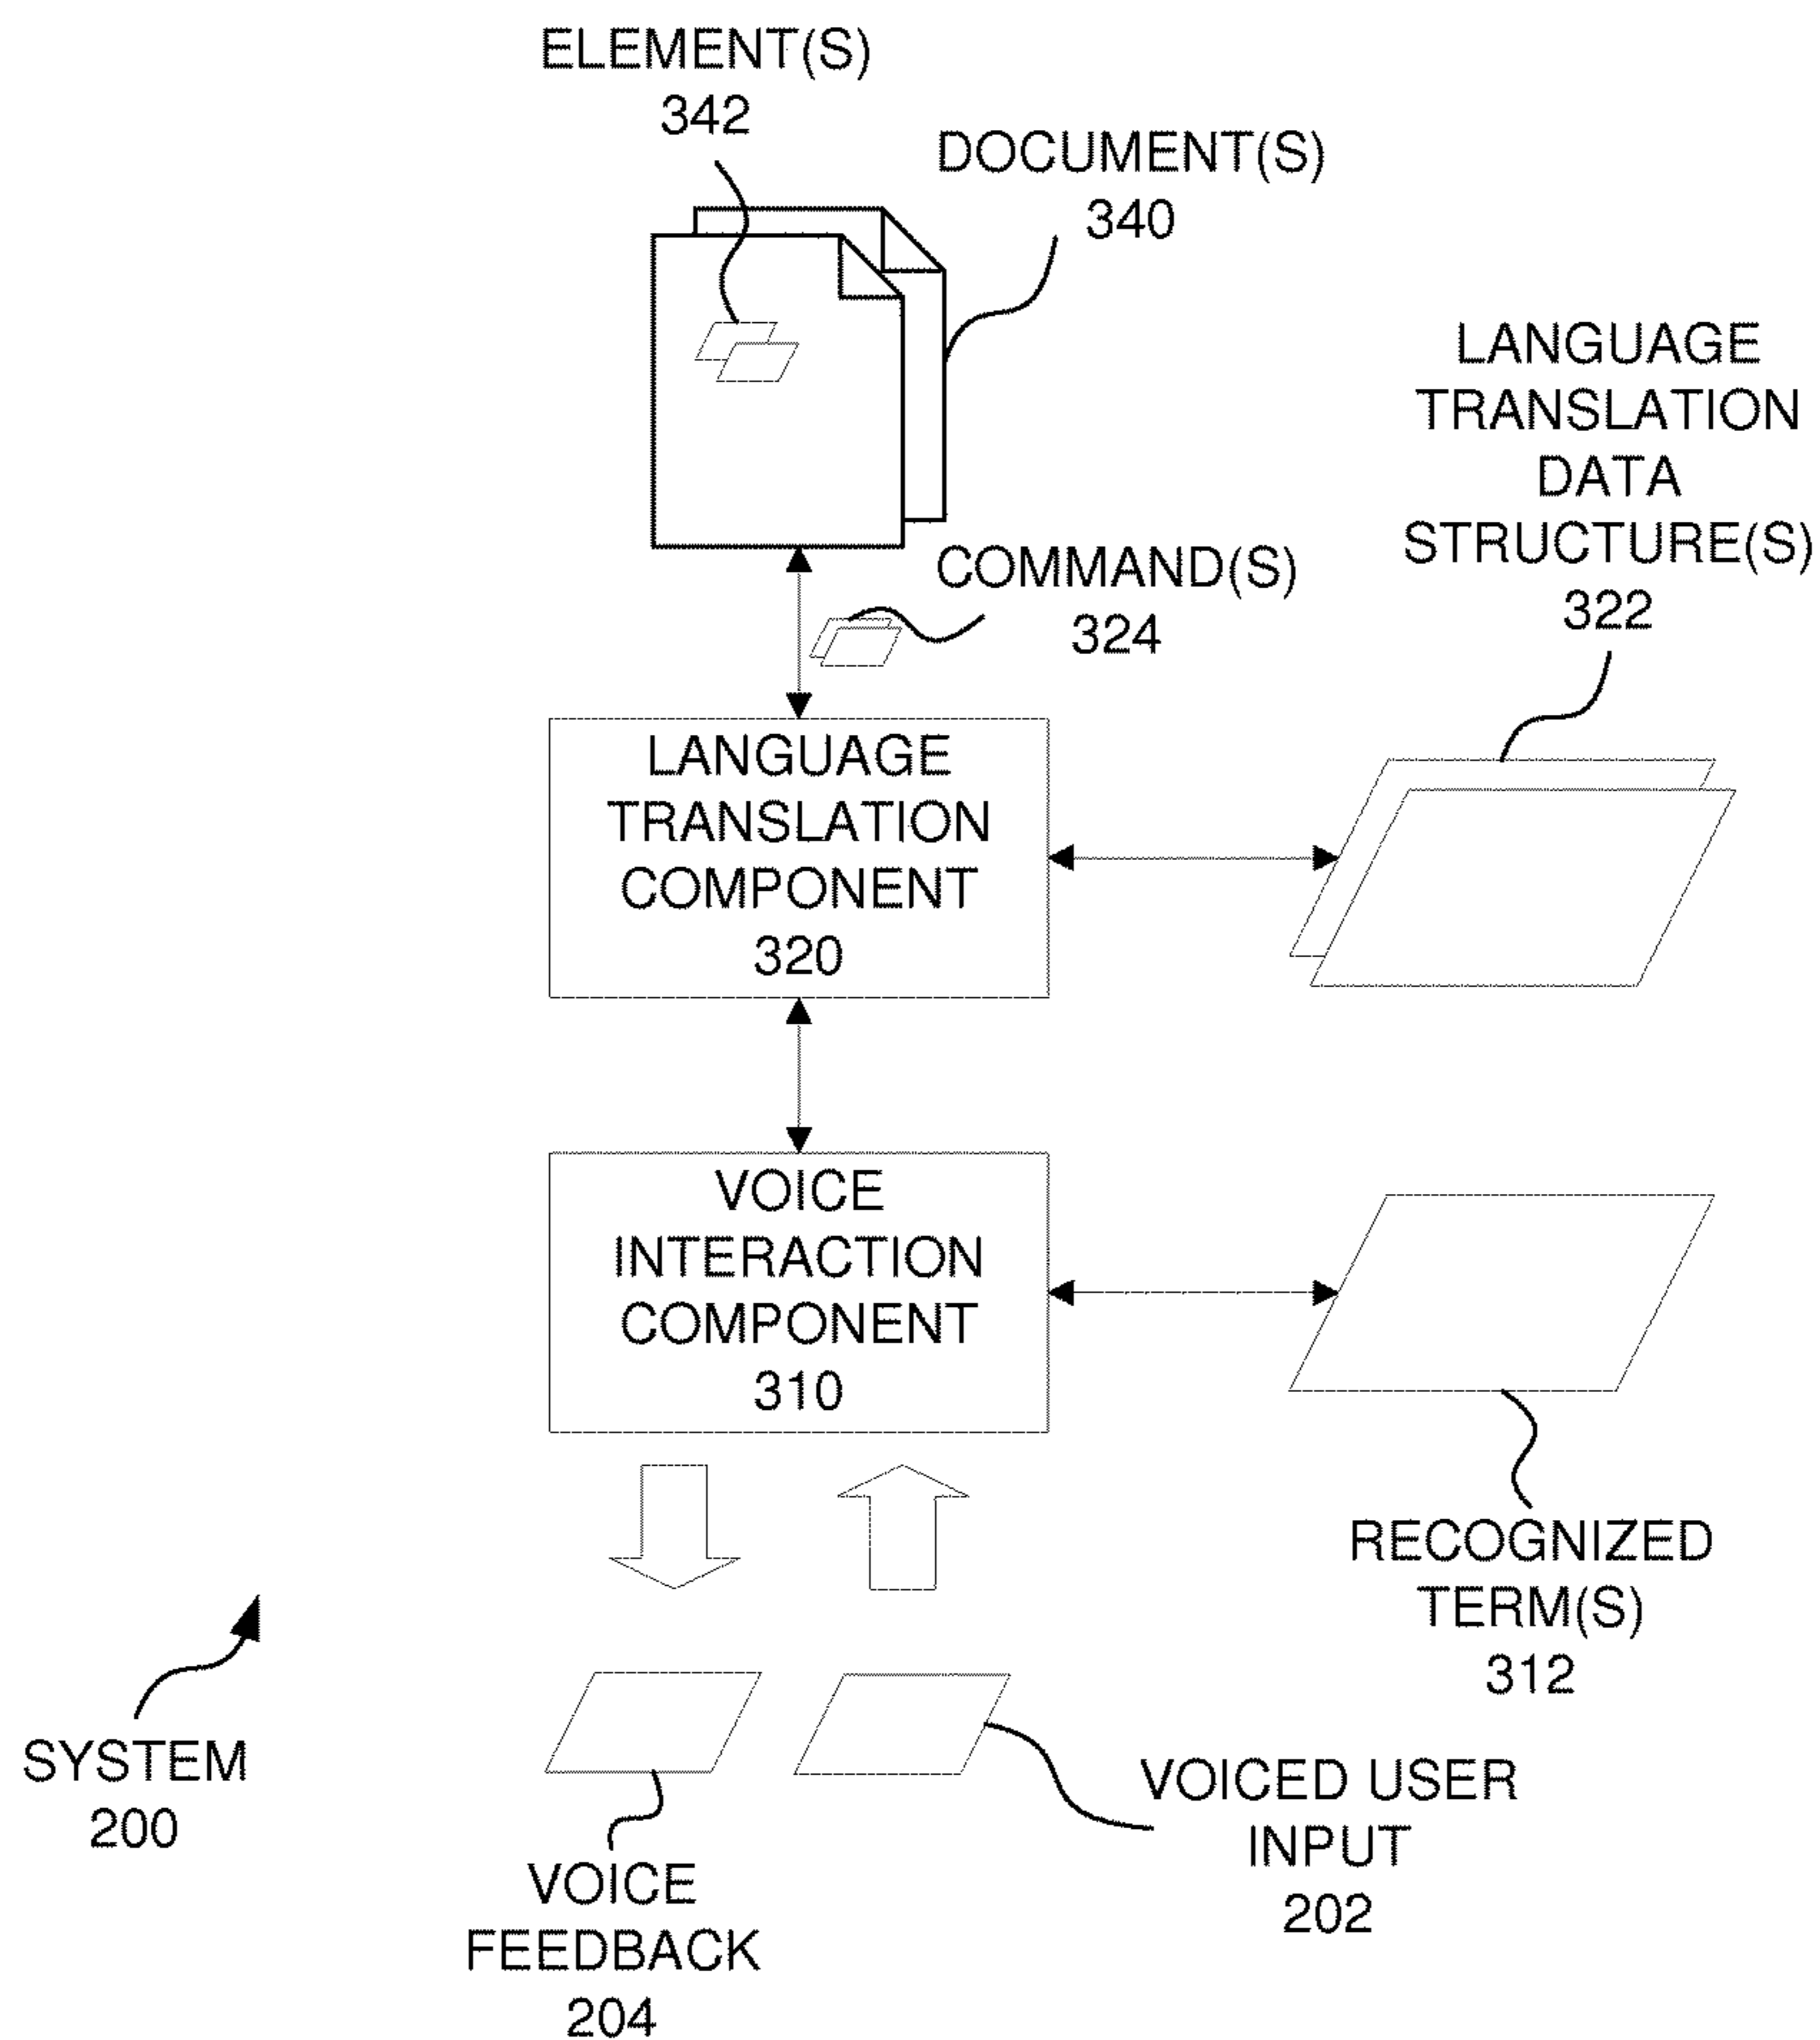 ELEMENT(S)
342
DOCUMENT(S)
340
LANGUAGE
TRANSLATION
DATA
STRUCTURE(S)
322
COMMAND(S)
324
LANGUAGE
TRANSLATION
COMPONENT
320
VOICE
INTERACTION
COMPONENT
310
RECOGNIZED
TERM(S)
312
SYSTEM
200
VOICED USER
INPUT
202
VOICE
FEEDBACK
204